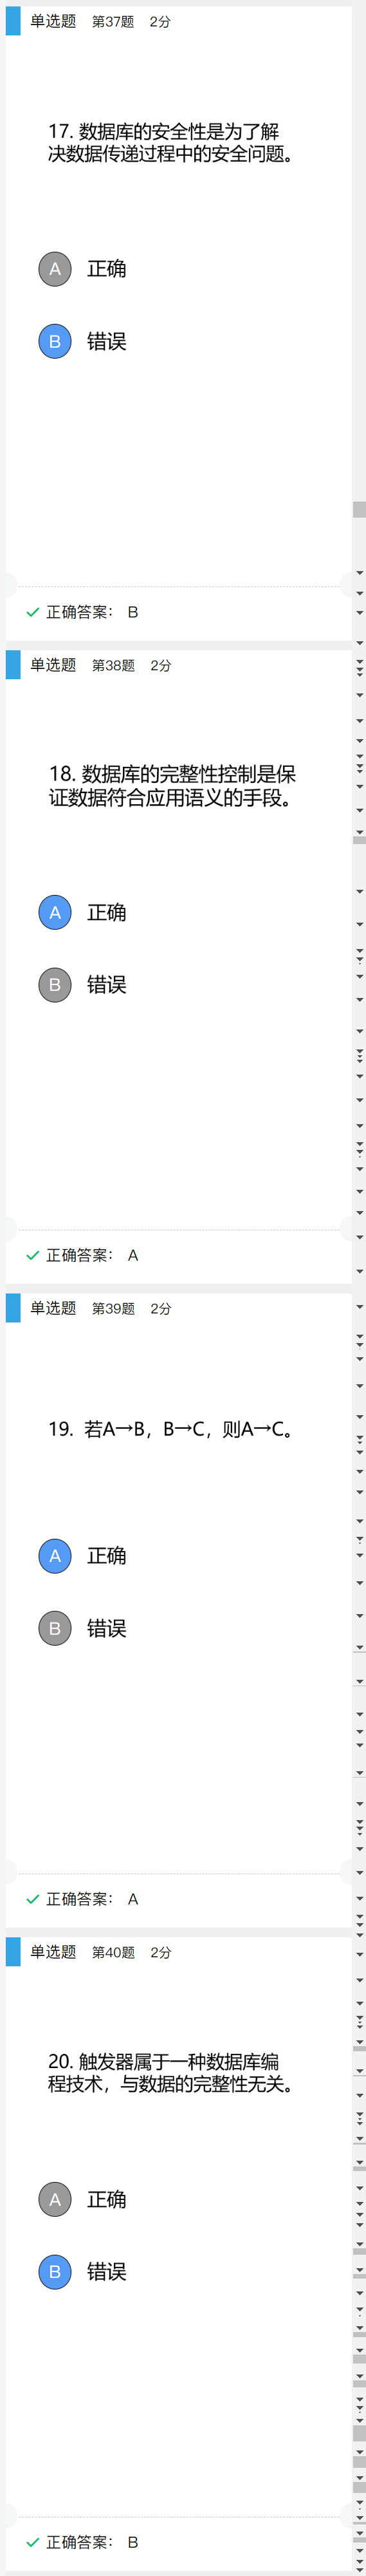 单选题 第37题 2分
17. 数据库的安全性是为了解
决数据传递过程中的安全问题。
A 正确
B 错误
正确答案： B
单选题 第38题 2分
18. 数据库的完整性控制是保
证数据符合应用语义的手段。
A 正确
B 错误
正确答案： A
单选题 第39题 2分
19. 若A→B，B→C，则A→C。
A 正确
B 错误
正确答案： A
单选题 第40题 2分
20. 触发器属于一种数据库编
程技术，与数据的完整性无关。
A 正确
B 错误
正确答案： B